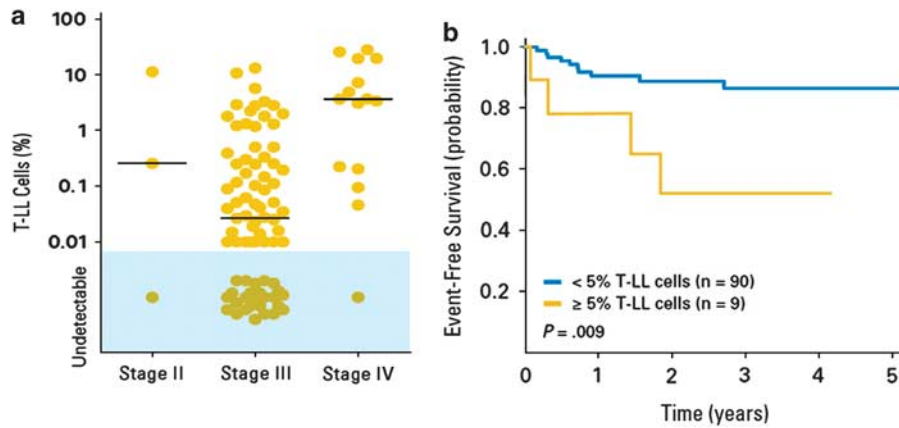 a
100
10
1
0.1
0.01
T-LL Cells (%)
Undetectable
Stage II
Stage III
Stage IV
b
1.0
0.8
0.6
0.4
0.2
Event-Free Survival (probability)
< 5% T-LL cells (n = 90)
≥ 5% T-LL cells (n = 9)
P = .009
0
1
2
3
4
5
Time (years)